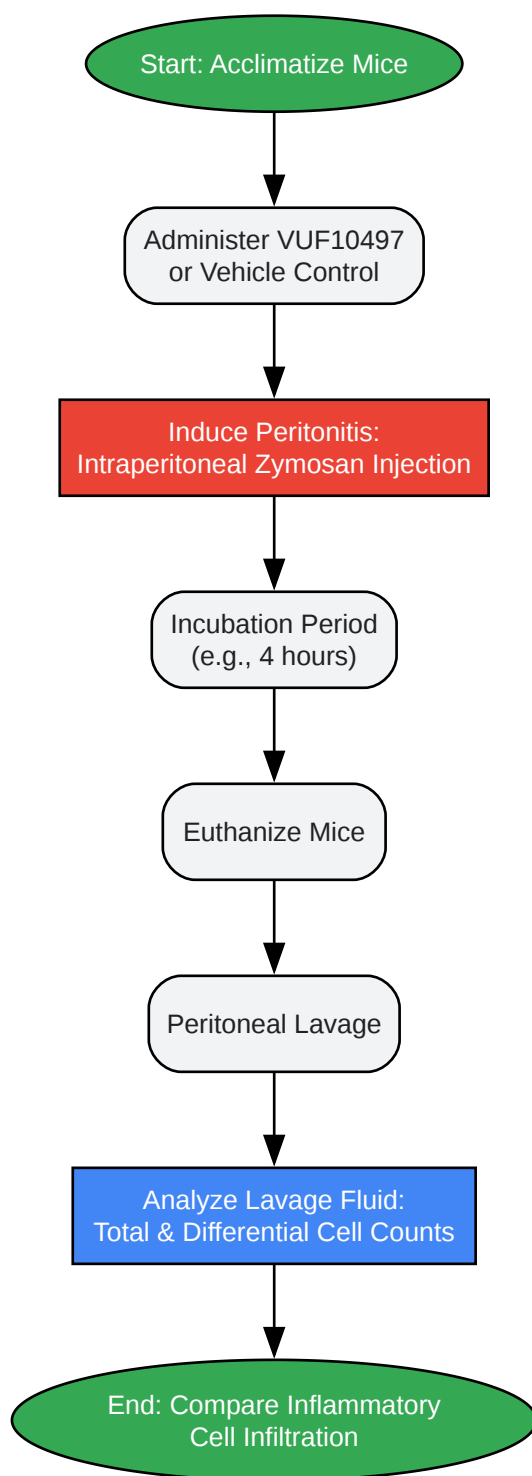 Start: Acclimatize Mice
Administer VUF10497
or Vehicle Control
Induce Peritonitis:
Intraperitoneal Zymosan Injection
Incubation Period
(e.g., 4 hours)
Euthanize Mice
Peritoneal Lavage
Analyze Lavage Fluid:
Total & Differential Cell Counts
End: Compare Inflammatory
Cell Infiltration